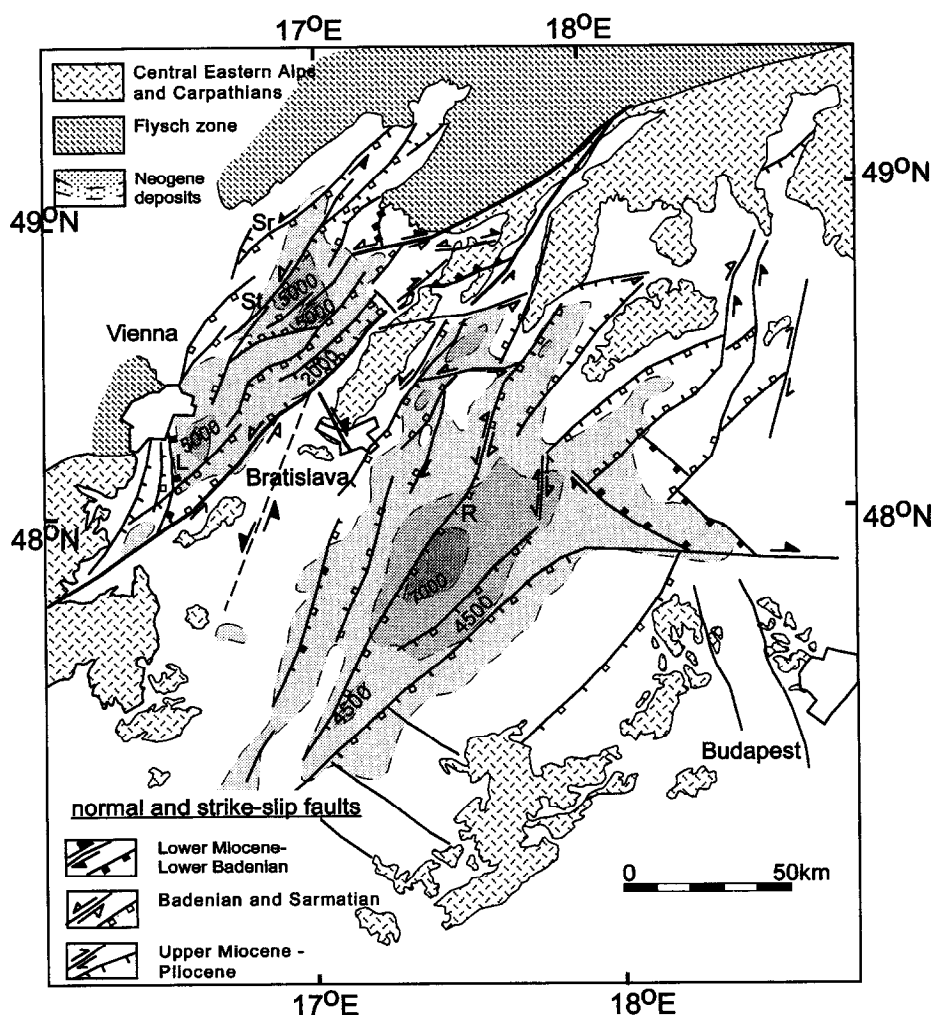 17°E
18°E
Central Eastern Alps
and Carpathians
Flysch zone
Neogene
deposits
49°N
49°N
Sr
St
5000
Vienna
2000
5000
L
Bratislava
R
48°N
48°N
7000
4500
4500
Budapest
normal and strike-slip faults
Lower Miocene-
Lower Badenian
Badenian and Sarmatian
Upper Miocene -
Pliocene
0
50km
17°E
18°E